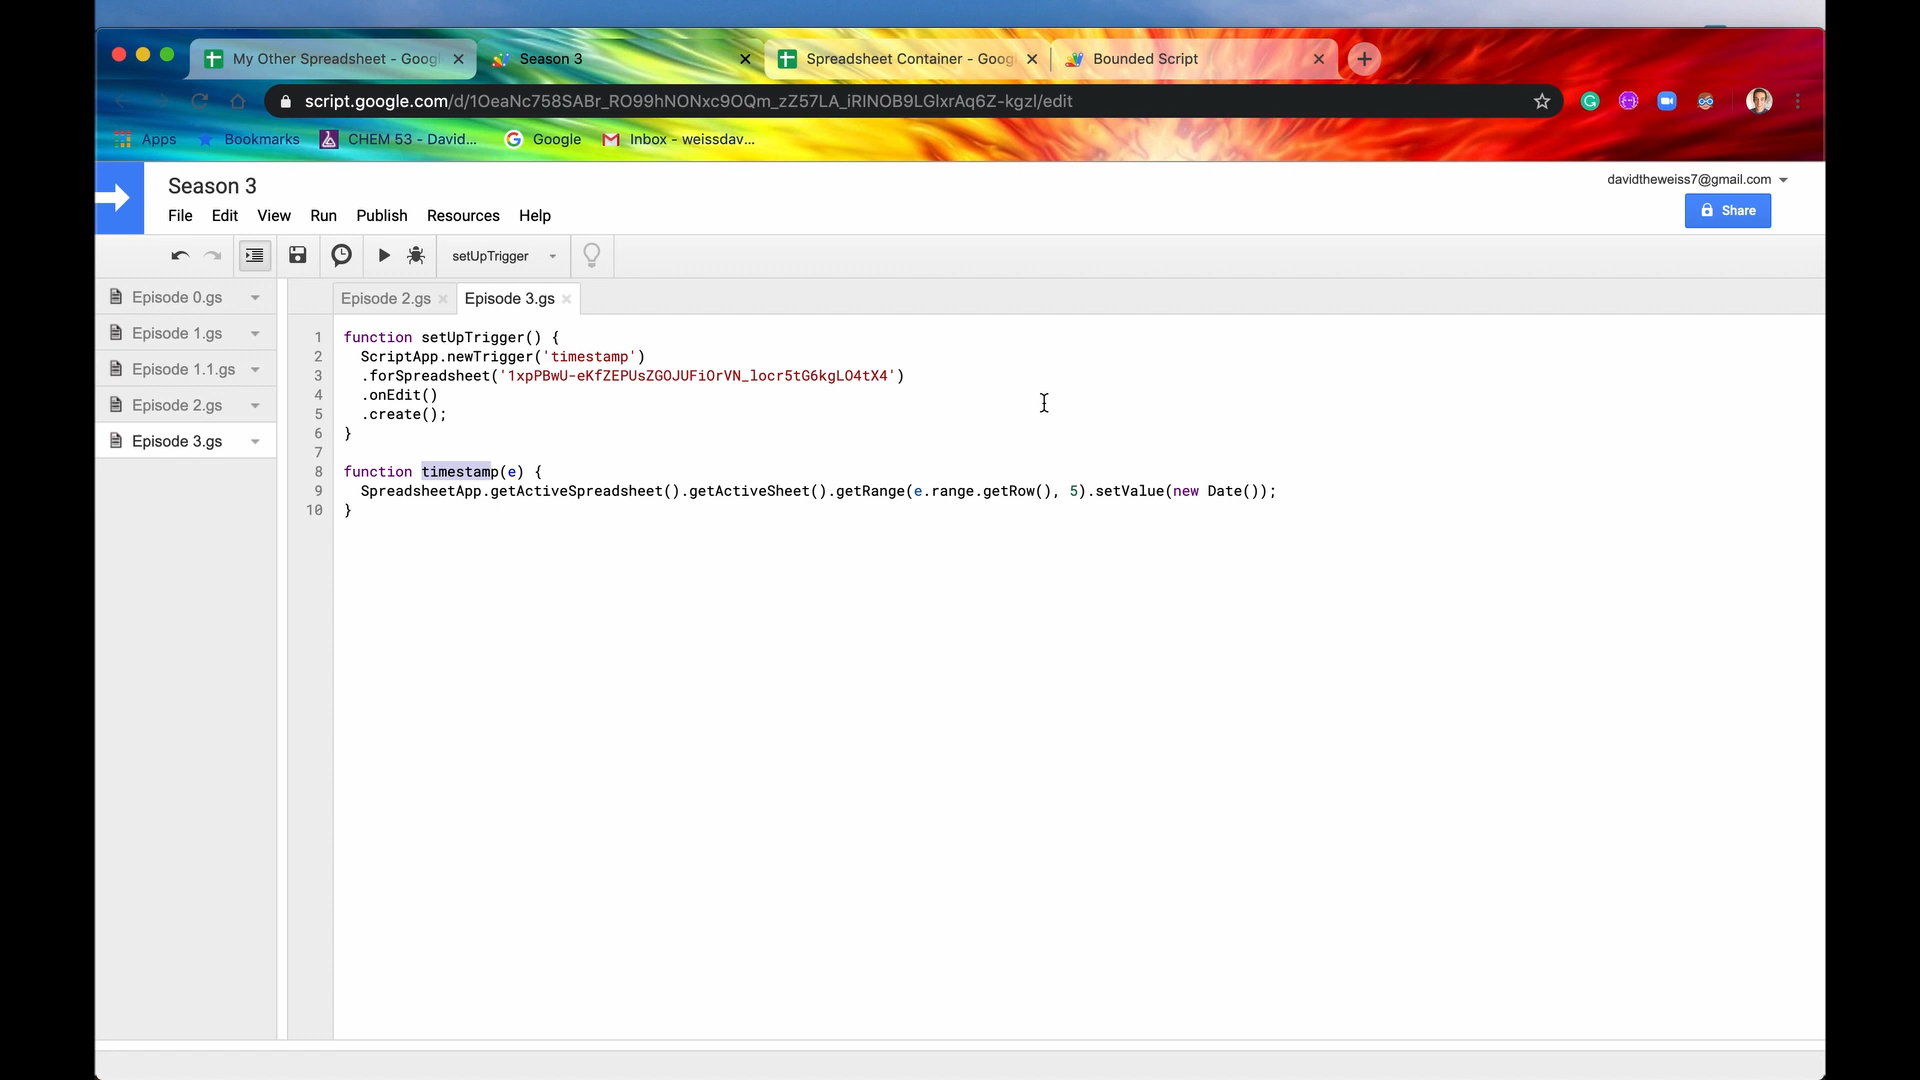 My Other Spreadsheet - Goog
Season 3
Spreadsheet Container - Goog
Bounded Script
script.google.com/d/1OeaNc758SABr_RO99hNONxc9OQm_zZ57LA_iRINOB9LGlxrAq6Z-kgzl/edit
Apps
Bookmarks
CHEM 53 - David...
Google
Inbox - weissdav...
Season 3
davidtheweiss7@gmail.com
File Edit View Run Publish Resources Help
Share
setUpTrigger
Episode 0.gs
Episode 1.gs
Episode 1.1.gs
Episode 2.gs
Episode 3.gs
Episode 2.gs
Episode 3.gs
1 function setUpTrigger() {
2 ScriptApp.newTrigger('timestamp')
3 .forSpreadsheet('1xpPBwU-eKfZEPUsZGOJUFiOrVN_locr5tG6kgLO4tX4')
4 .onEdit()
5 .create();
6 }
7
8 function timestamp(e) {
9 SpreadsheetApp.getActiveSpreadsheet().getActiveSheet().getRange(e.range.getRow(), 5).setValue(new Date());
10 }